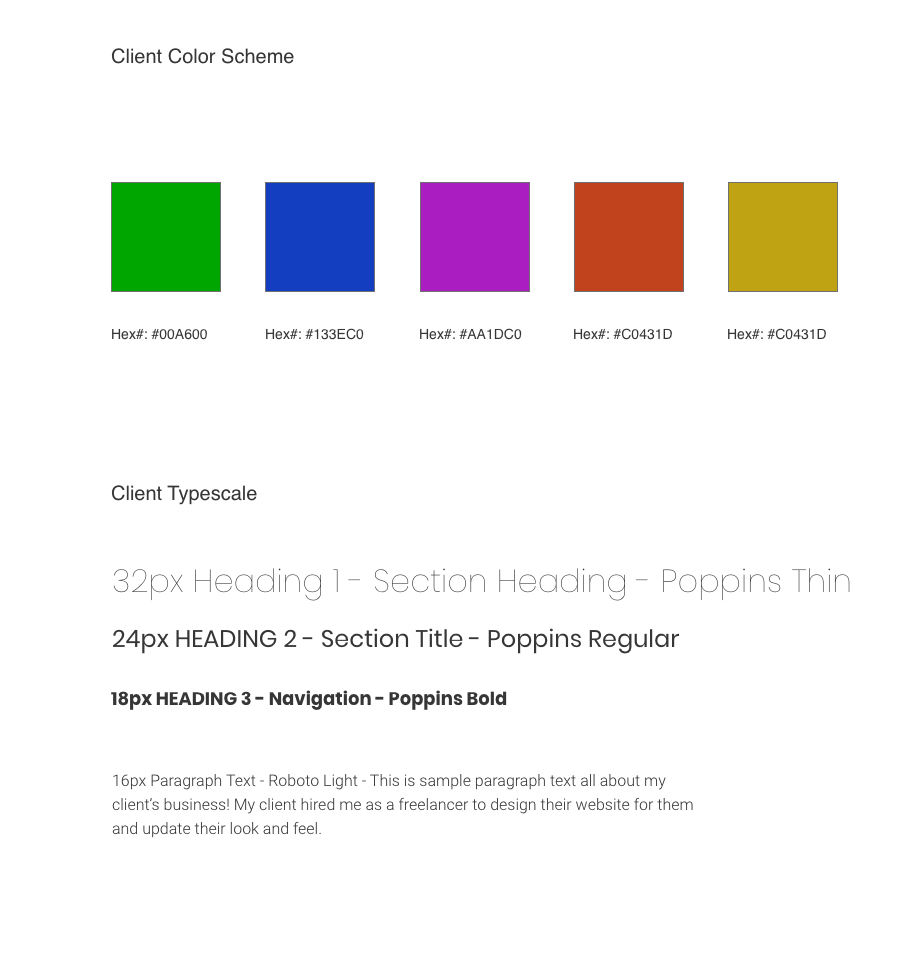 Client Color Scheme
Hex#: #00A600
Hex#: #133EC0
Hex#: #AA1DC0
Hex#: #C0431D
Hex#: #C0431D
Client Typescale
32px Heading 1 - Section Heading - Poppins Thin
24px HEADING 2 - Section Title - Poppins Regular
18px HEADING 3 - Navigation - Poppins Bold
16px Paragraph Text - Roboto Light - This is sample paragraph text all about my
client’s business! My client hired me as a freelancer to design their website for them
and update their look and feel.